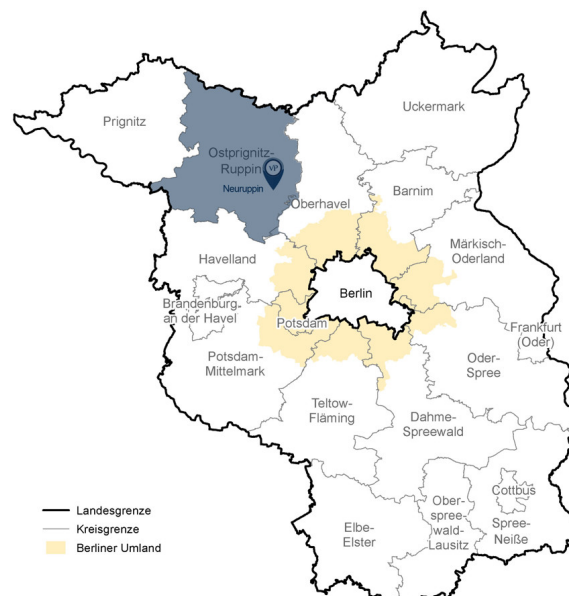 Uckermark
Prignitz
Ostprignitz-
Ruppin
VP
Neuruppin
Barnim
Oberhavel
Havelland
Märkisch-
Oderland
Berlin
Brandenburg
an der Havel
Potsdam
Frankfurt
(Oder)
Potsdam-
Mittelmark
Oder-
Spree
Teltow-
Fläming
Dahme-
Spreewald
Cottbus
Ober-
spree-
wald-
Lausitz
Spree-
Neiße
Elbe-
Elster
Landesgrenze
Kreisgrenze
Berliner Umland